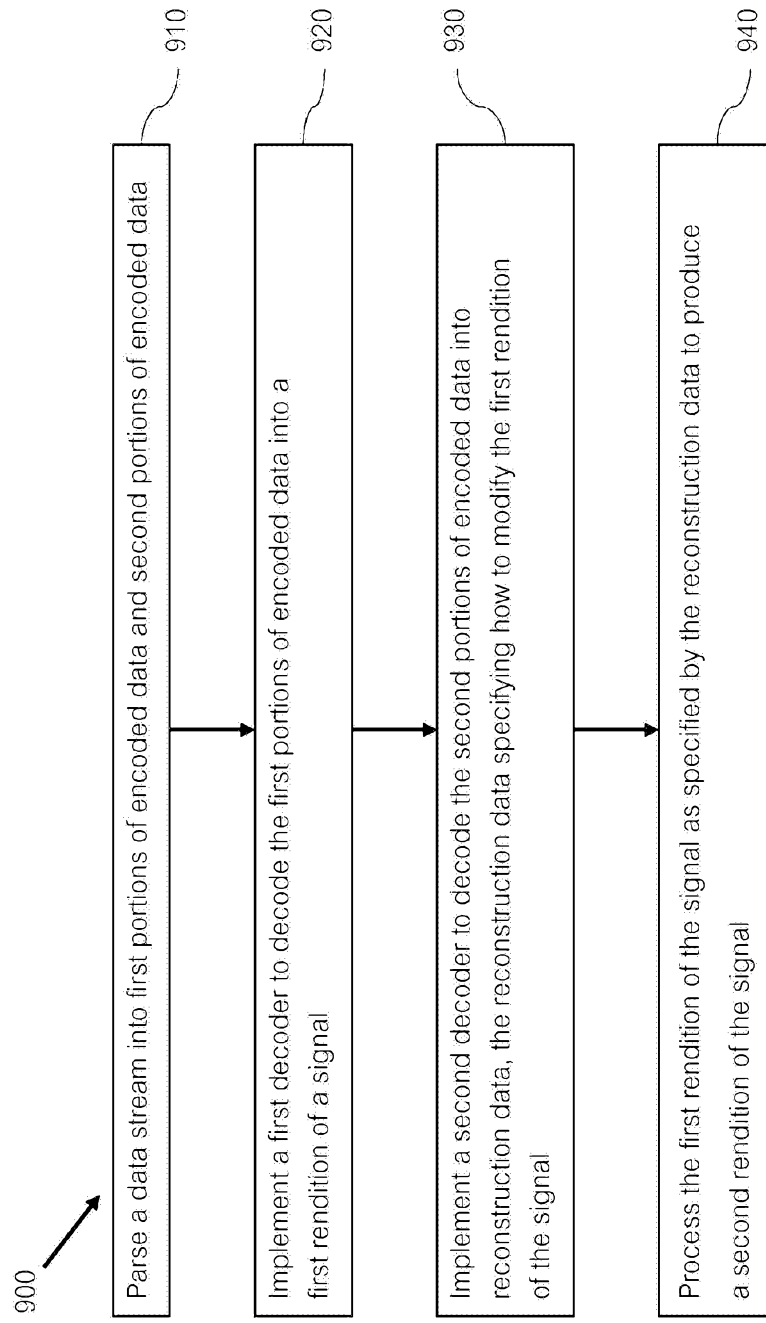 900
Parse a data stream into first portions of encoded data and second portions of encoded data
910
Implement a first decoder to decode the first portions of encoded data into a
first rendition of a signal
920
Implement a second decoder to decode the second portions of encoded data into
reconstruction data, the reconstruction data specifying how to modify the first rendition
of the signal
930
Process the first rendition of the signal as specified by the reconstruction data to produce
a second rendition of the signal
940